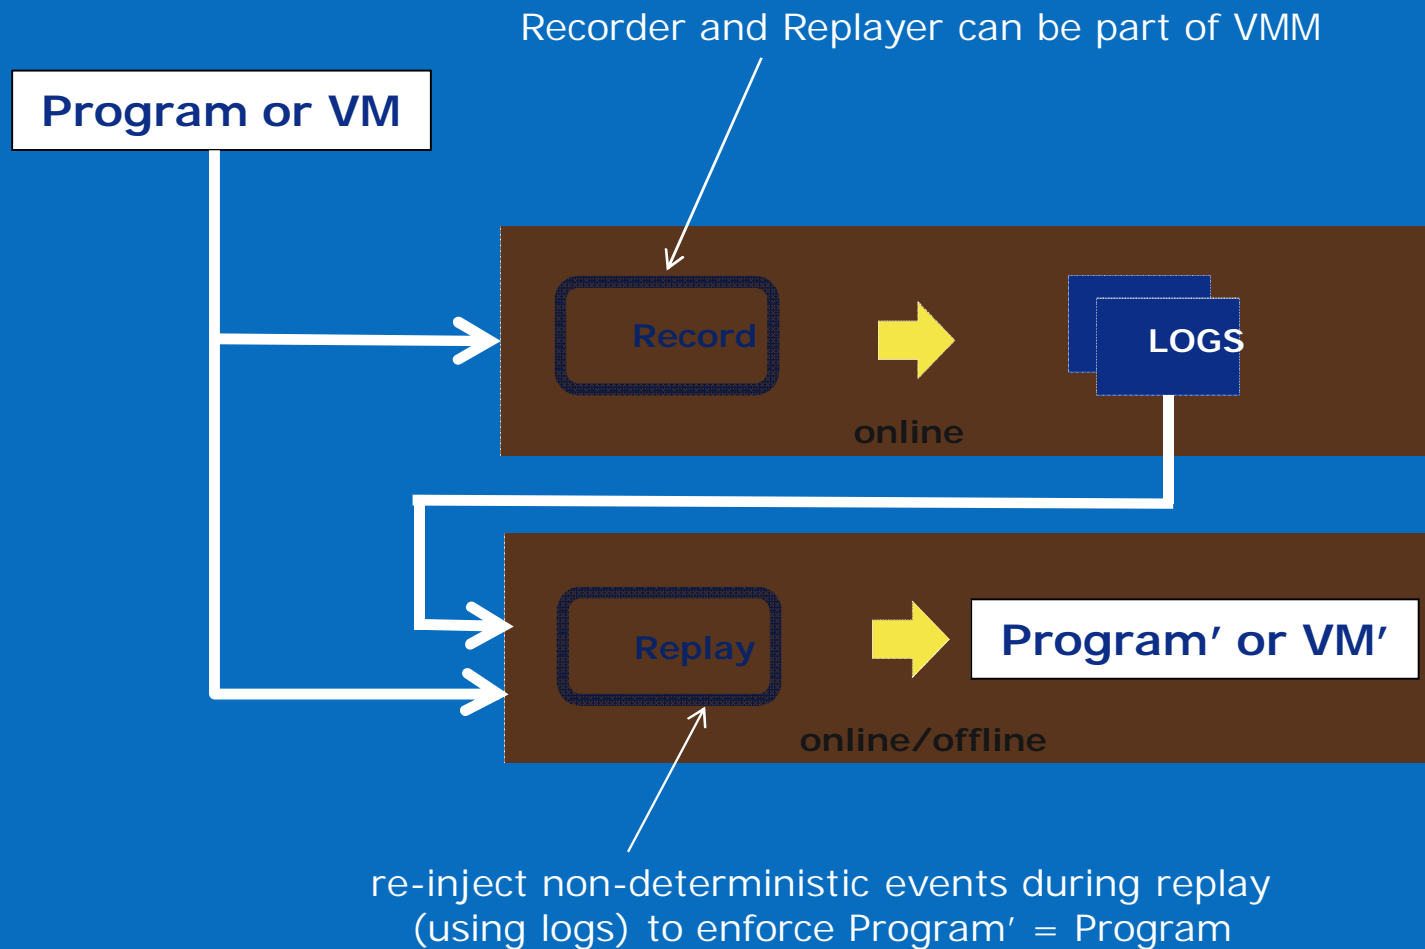 Recorder and Replayer can be part of VMM
Program or VM
Record
LOGS
online
Replay
Program’ or VM’
online/offline
re-inject non-deterministic events during replay
(using logs) to enforce Program’ = Program